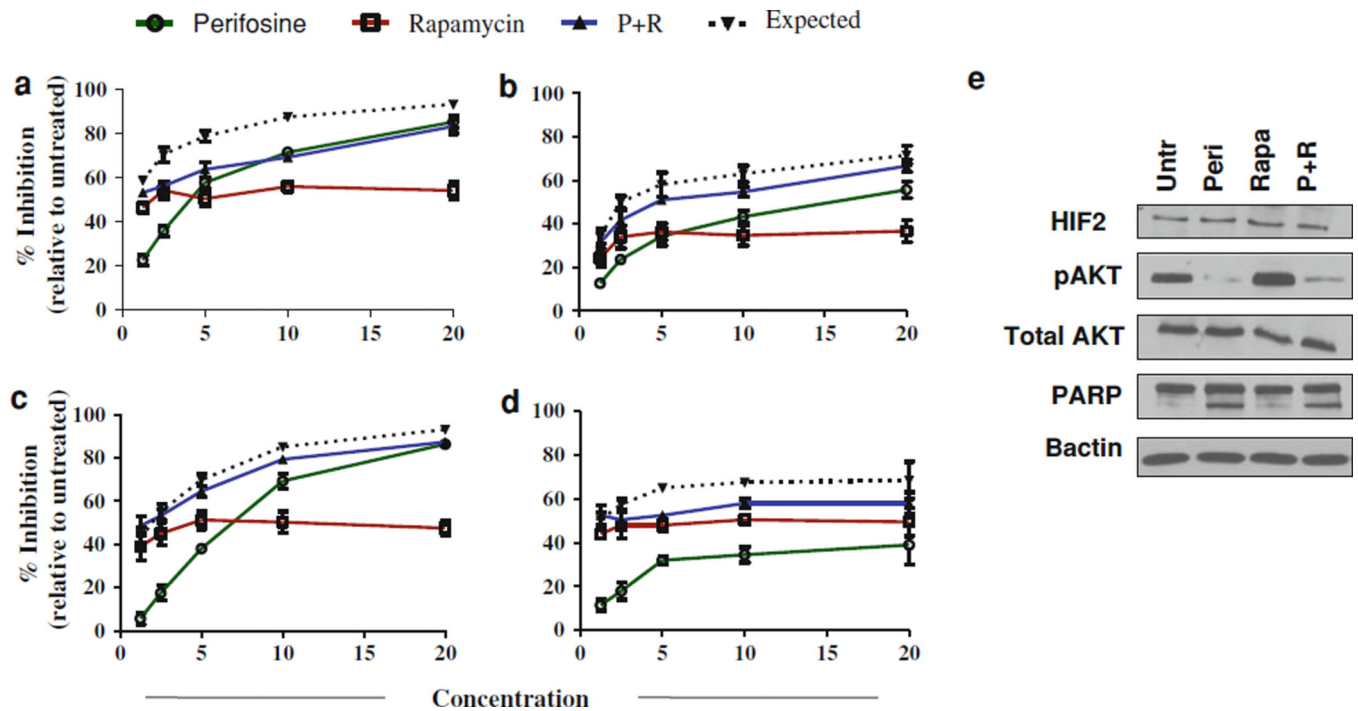 Perifosine Rapamycin P+R Expected
a
% Inhibition
(relative to untreated)
100
80
60
40
20
0
0 5 10 15 20
b
100
80
60
40
20
0
0 5 10 15 20
c
% Inhibition
(relative to untreated)
100
80
60
40
20
0
0 5 10 15 20
d
100
80
60
40
20
0
0 5 10 15 20
Concentration
e
Untr Peri Rapa P+R
HIF2
pAKT
Total AKT
PARP
Bactin